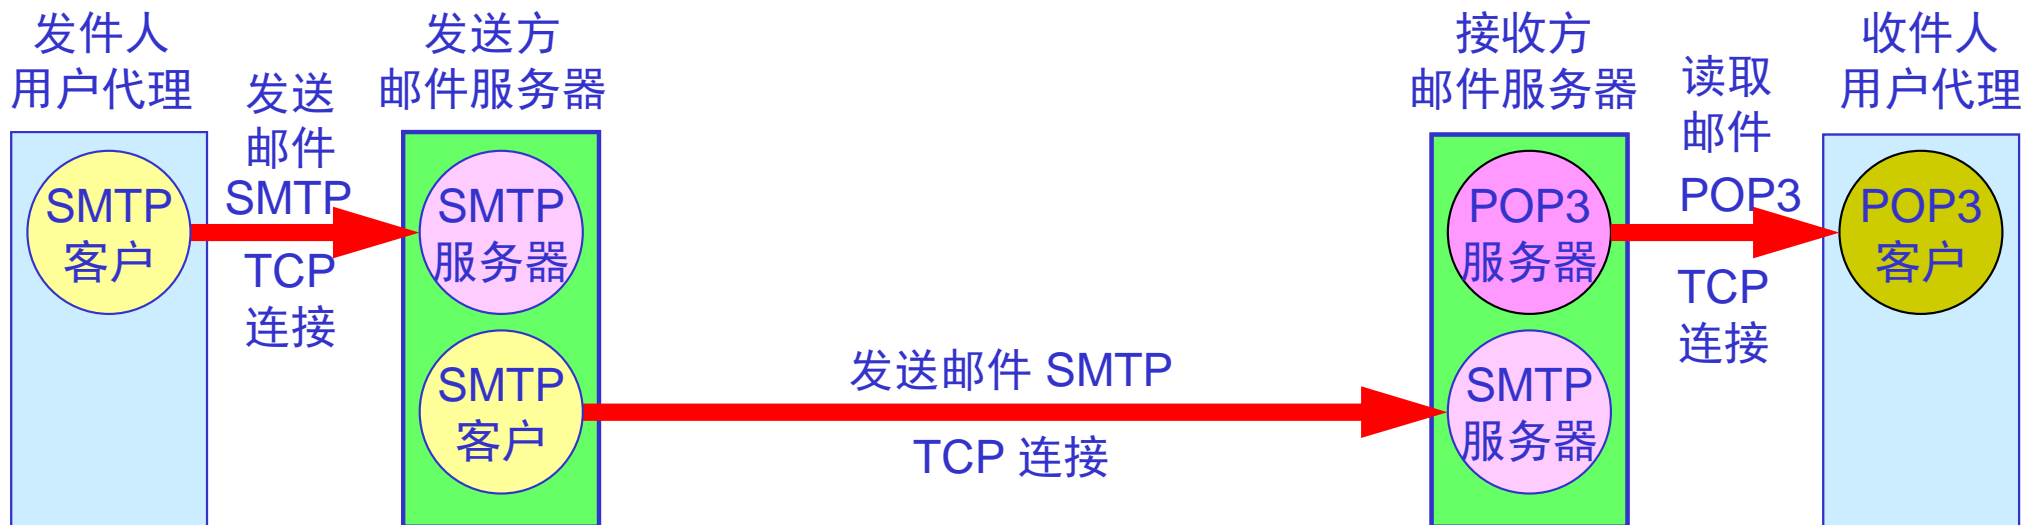 发件人
用户代理
发送
邮件
SMTP
TCP
连接
SMTP
客户
发送方
邮件服务器
SMTP
服务器
SMTP
客户
发送邮件 SMTP
TCP 连接
接收方
邮件服务器
POP3
服务器
SMTP
服务器
读取
邮件
POP3
TCP
连接
收件人
用户代理
POP3
客户